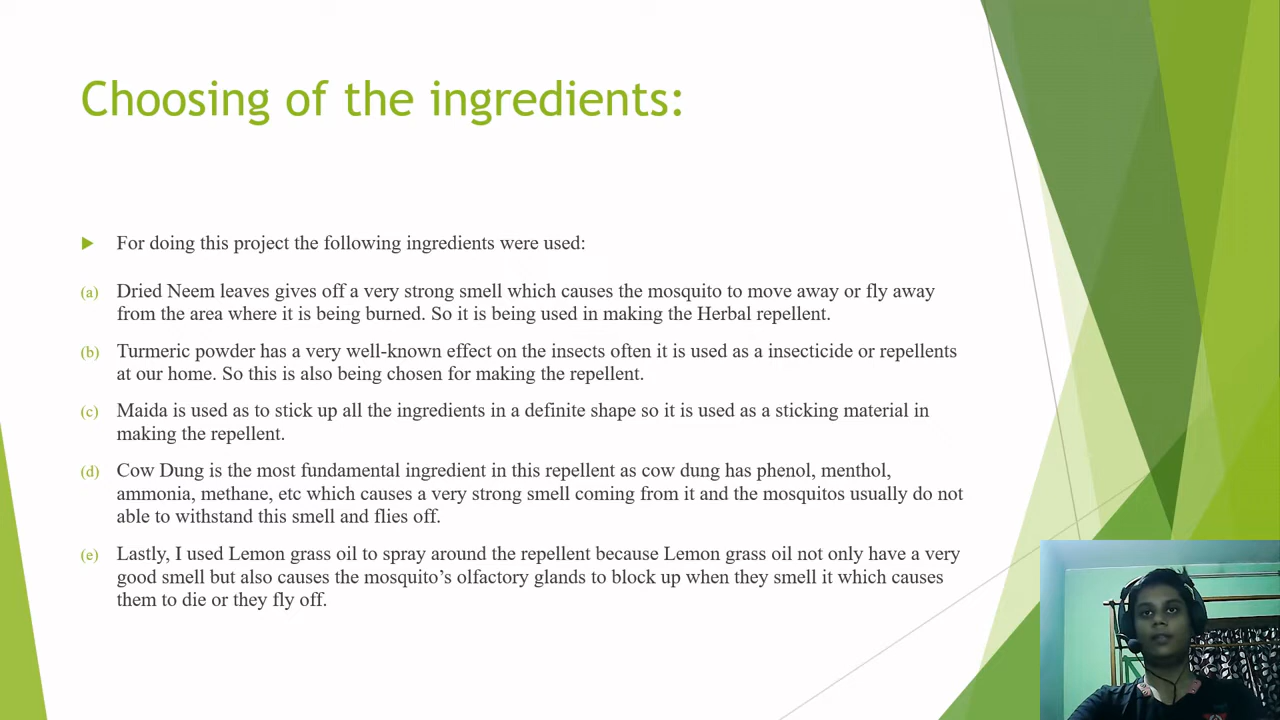 Choosing of the ingredients:
For doing this project the following ingredients were used:
(a) Dried Neem leaves gives off a very strong smell which causes the mosquito to move away or fly away
from the area where it is being burned. So it is being used in making the Herbal repellent.
(b) Turmeric powder has a very well-known effect on the insects often it is used as a insecticide or repellents
at our home. So this is also being chosen for making the repellent.
(c) Maida is used as to stick up all the ingredients in a definite shape so it is used as a sticking material in
making the repellent.
(d) Cow Dung is the most fundamental ingredient in this repellent as cow dung has phenol, menthol,
ammonia, methane, etc which causes a very strong smell coming from it and the mosquitos usually do not
able to withstand this smell and flies off.
(e) Lastly, I used Lemon grass oil to spray around the repellent because Lemon grass oil not only have a very
good smell but also causes the mosquito’s olfactory glands to block up when they smell it which causes
them to die or they fly off.